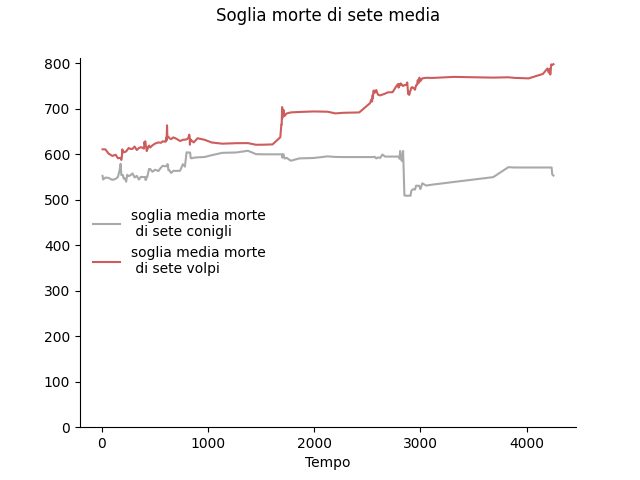 Soglia morte di sete media
800
700
600
500
400
300
200
100
0
soglia media morte
di sete conigli
soglia media morte
di sete volpi
0 1000 2000 3000 4000
Tempo